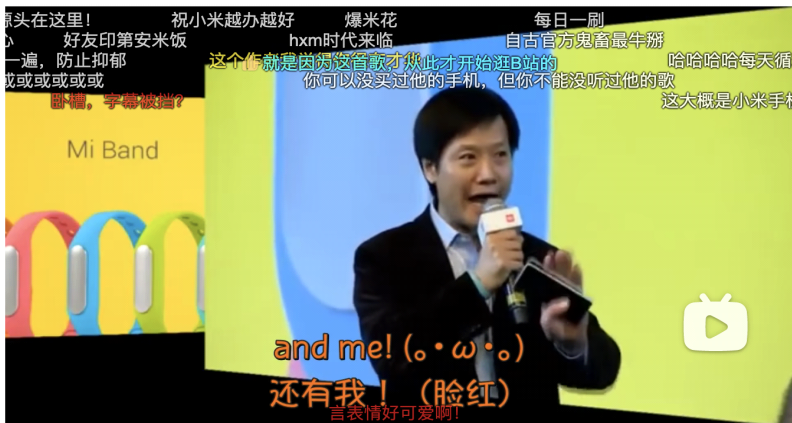 源头在这里!
祝小米越办越好
爆米花
每日一刷
心
好友印第安米饭
hxm时代来临
自古官方鬼畜最牛掰
一遍，防止抑郁
就是因为这首歌，从此才开始逛B站的
哈哈哈哈每天循
或或或或或或
你可以没买过他的手机，但你不能没听过他的歌
卧槽，字幕被挡?
这大概是小米手机
Mi Band
and me! (｡･ω･｡)
还有我！（脸红）
言表情好可爱啊!